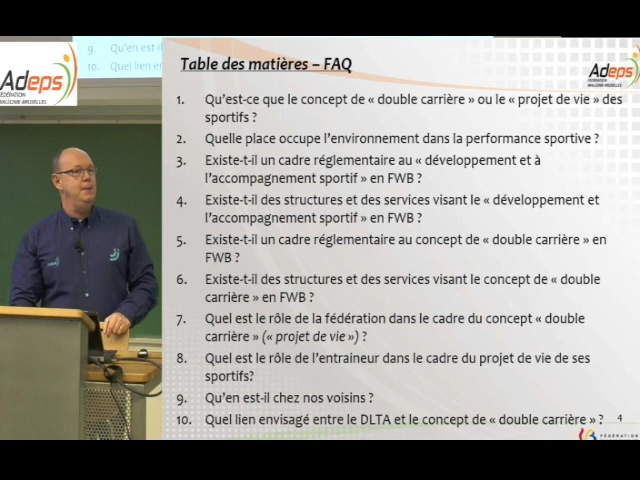 9. Qu'en est-i
10. Quel lien en
Adeps
FÉDÉRATION
WALLONIE-BRUXELLES
Table des matières – FAQ
Adeps
FÉDÉRATION
WALLONIE-BRUXELLES
1. Qu'est-ce que le concept de « double carrière » ou le « projet de vie » des
sportifs ?
2. Quelle place occupe l'environnement dans la performance sportive ?
3. Existe-t-il un cadre réglementaire au « développement et à
l'accompagnement sportif » en FWB ?
4. Existe-t-il des structures et des services visant le « développement et
l'accompagnement sportif » en FWB ?
5. Existe-t-il un cadre réglementaire au concept de « double carrière » en
FWB ?
6. Existe-t-il des structures et des services visant le concept de « double
carrière » en FWB ?
7. Quel est le rôle de la fédération dans le cadre du concept « double
carrière » (« projet de vie ») ?
8. Quel est le rôle de l'entraineur dans le cadre du projet de vie de ses
sportifs?
9. Qu'en est-il chez nos voisins ?
10. Quel lien envisagé entre le DLTA et le concept de « double carrière » ?
4
FÉDÉRATION